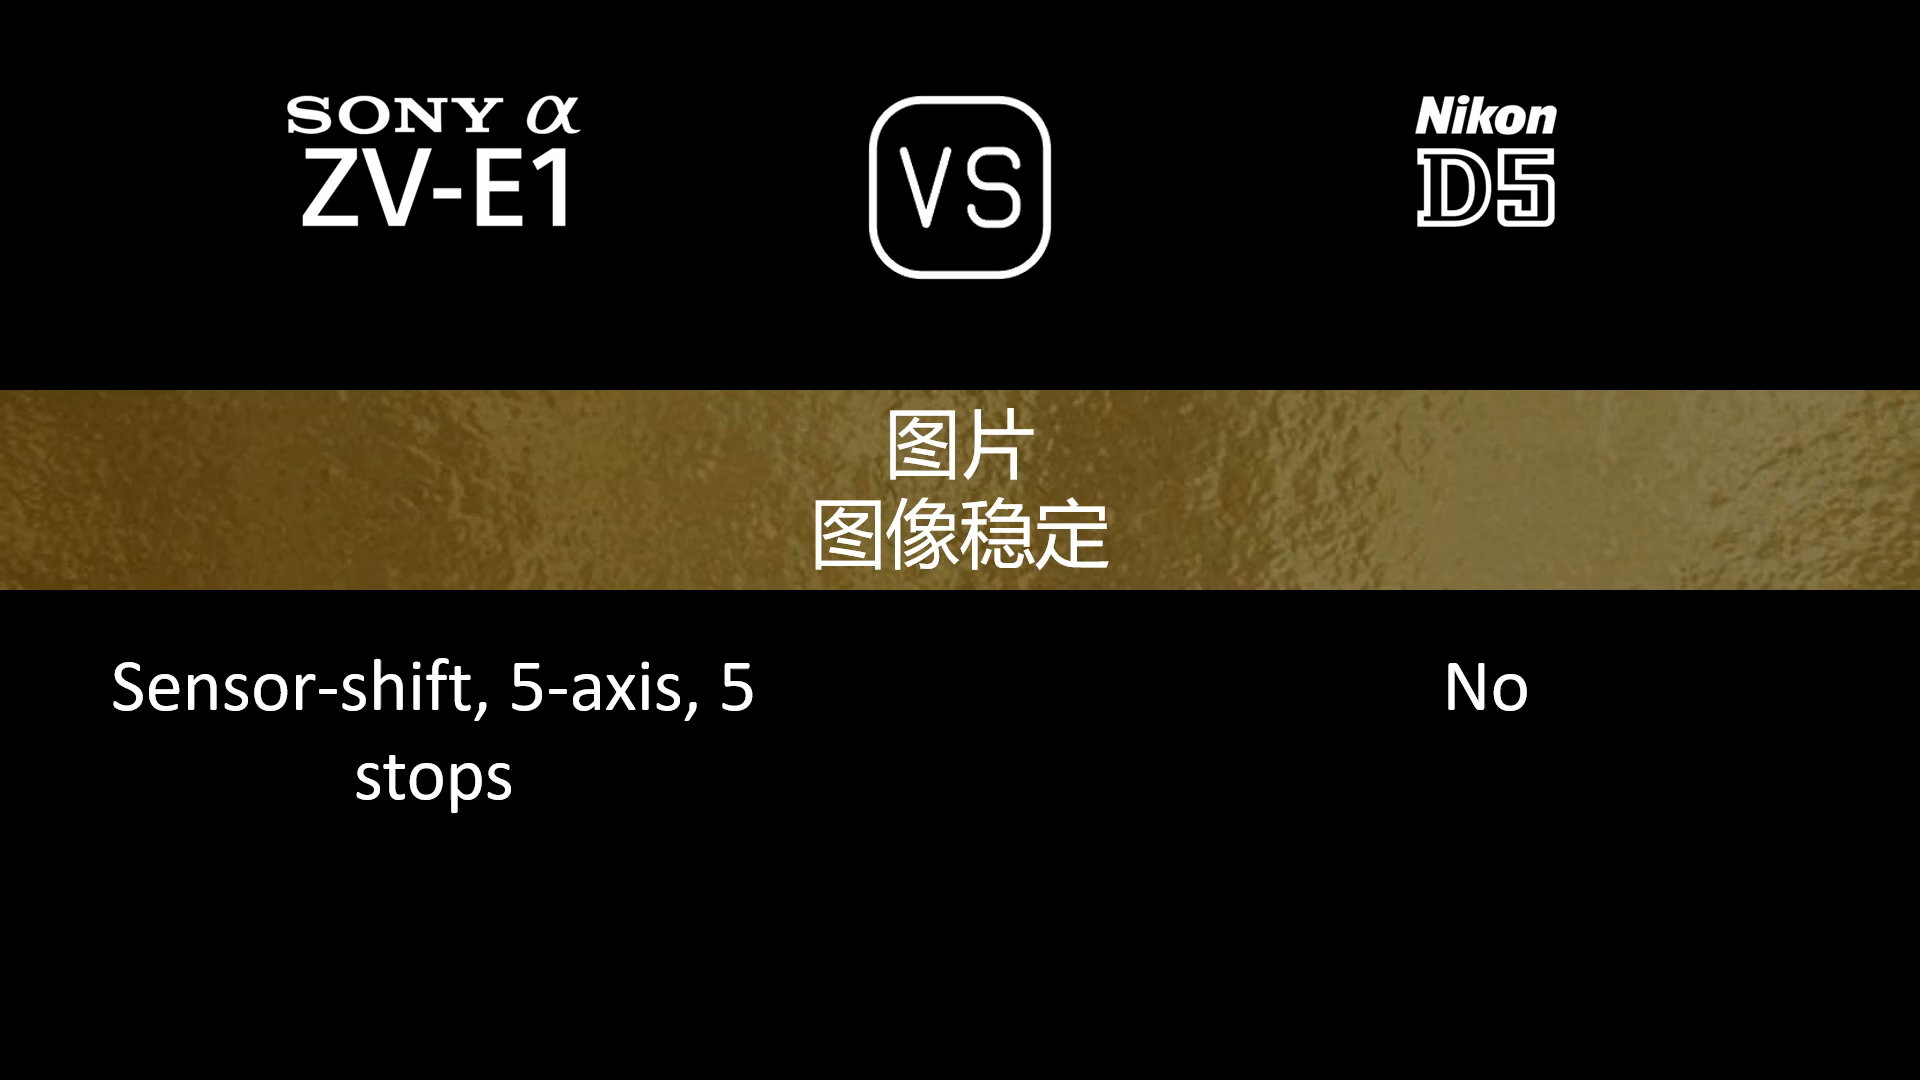 SONY α
ZV-E1
VS
Nikon
D5
图片
图像稳定
Sensor-shift, 5-axis, 5
stops
No